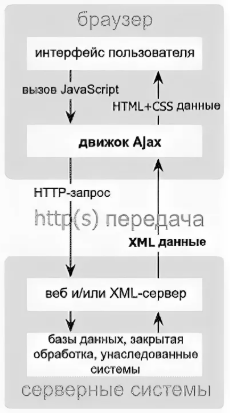 браузер
интерфейс пользователя
вызов JavaScript
HTML+CSS данные
движок Ajax
HTTP-запрос
http(s) передача
XML данные
веб и/или XML-сервер
базы данных, закрытая
обработка, унаследованные
системы
серверные системы